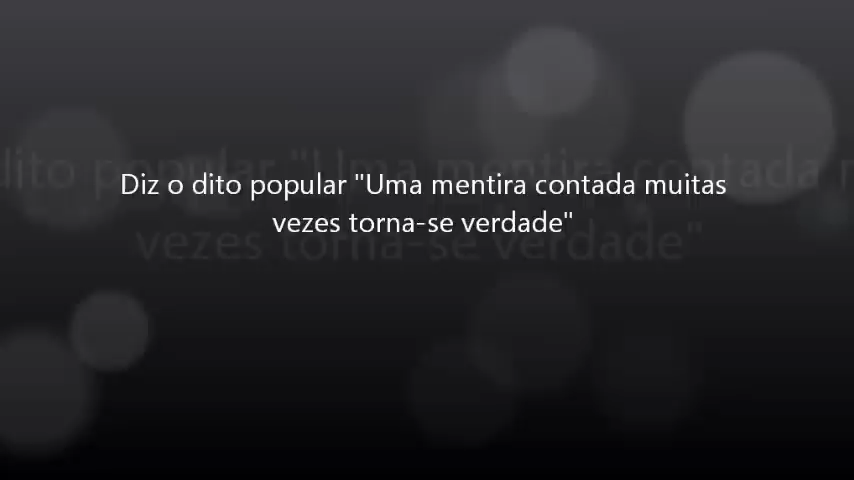 Diz o dito popular "Uma mentira contada muitas
vezes torna-se verdade"